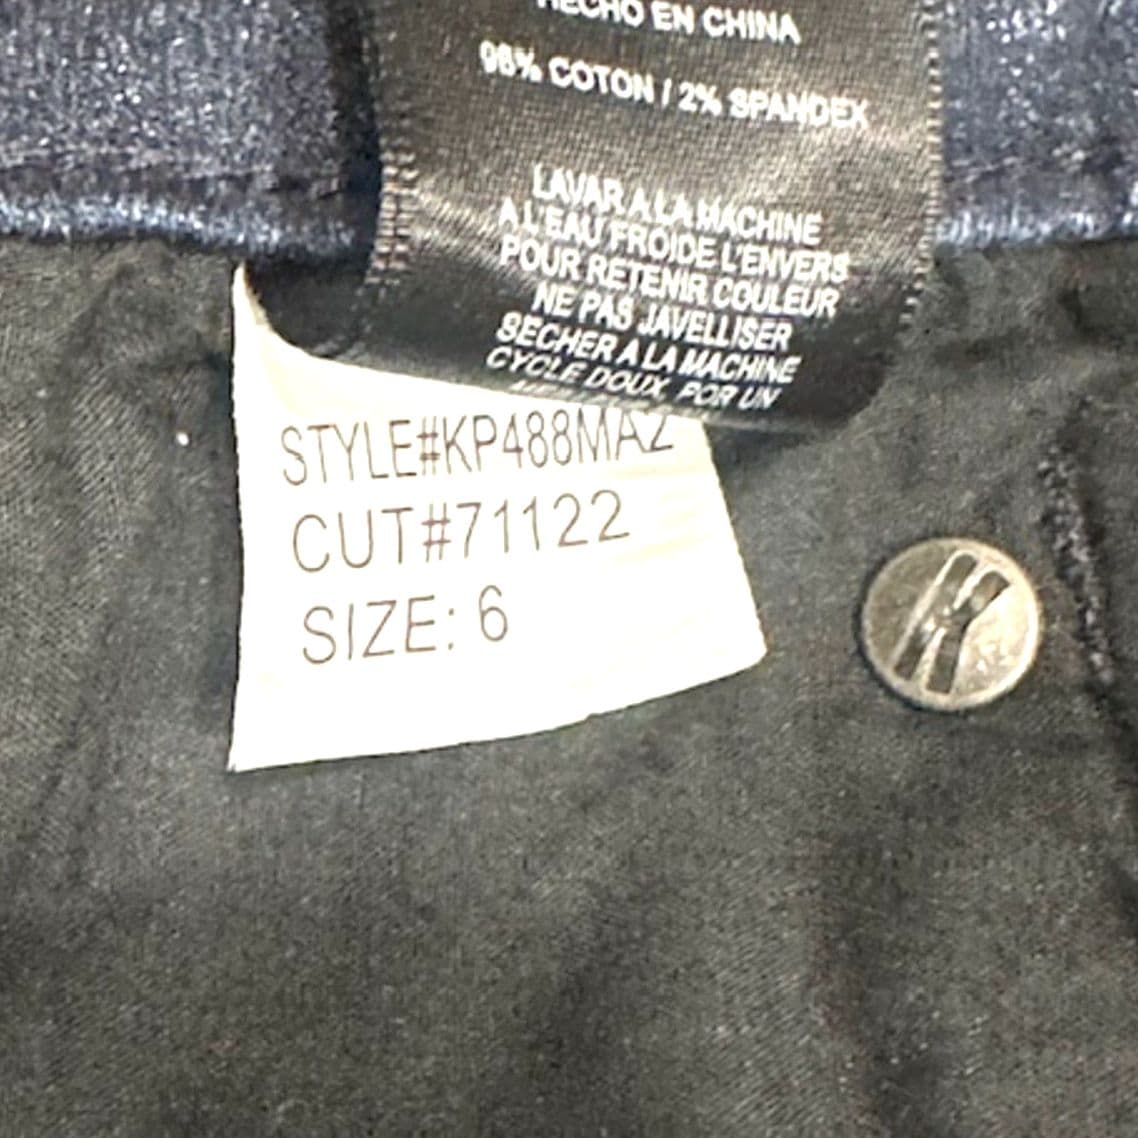 HECHO EN CHINA
98% COTON / 2% SPANDEX
LAVAR A LA MACHINE
A L'EAU FROIDE L'ENVERS
POUR RETENIR COULEUR
NE PAS JAVELLISER
SECHER A LA MACHINE
CYCLE DOUX. POR UN
STYLE#KP488MAZ
CUT#71122
SIZE: 6
K